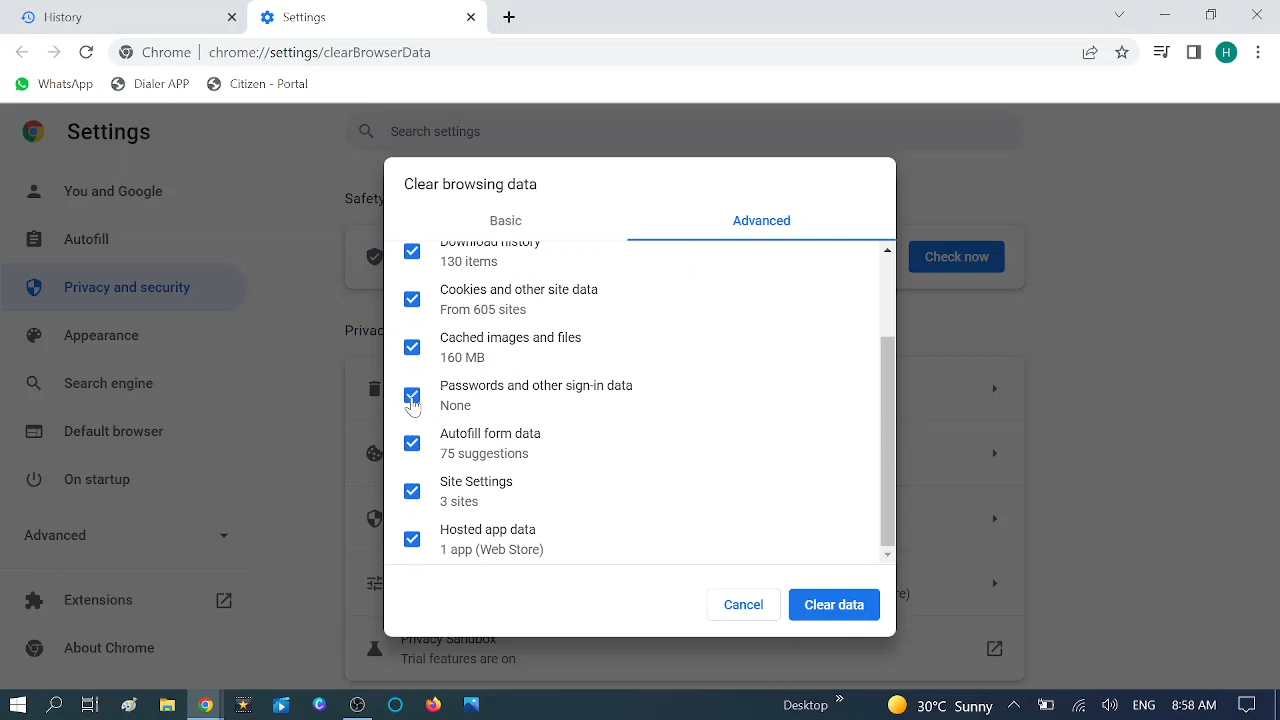 History
Settings
Chrome | chrome://settings/clearBrowserData
H
WhatsApp
Dialer APP
Citizen - Portal
Settings
Search settings
You and Google
Autofill
Privacy and security
Appearance
Search engine
Default browser
On startup
Advanced
Extensions
About Chrome
Safety
Check now
Privac
Clear browsing data
Basic
Advanced
Download history
130 items
Cookies and other site data
From 605 sites
Cached images and files
160 MB
Passwords and other sign-in data
None
Autofill form data
75 suggestions
Site Settings
3 sites
Hosted app data
1 app (Web Store)
Cancel
Clear data
re)
Privacy Sandbox
Trial features are on
Desktop
30°C Sunny
ENG
8:58 AM